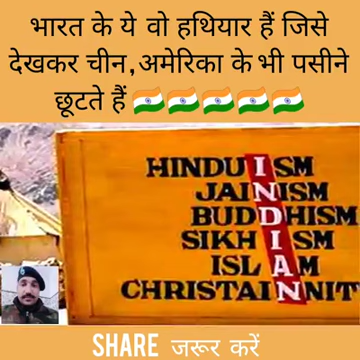 भारत के ये वो हथियार हैं जिसे
देखकर चीन,अमेरिका के भी पसीने
छूटते हैं 🇮🇳🇮🇳🇮🇳🇮🇳🇮🇳
HINDUISM
JAINISM
BUDDHISM
SIKHISM
ISLAM
CHRISTAINNIT
SHARE जरूर करें